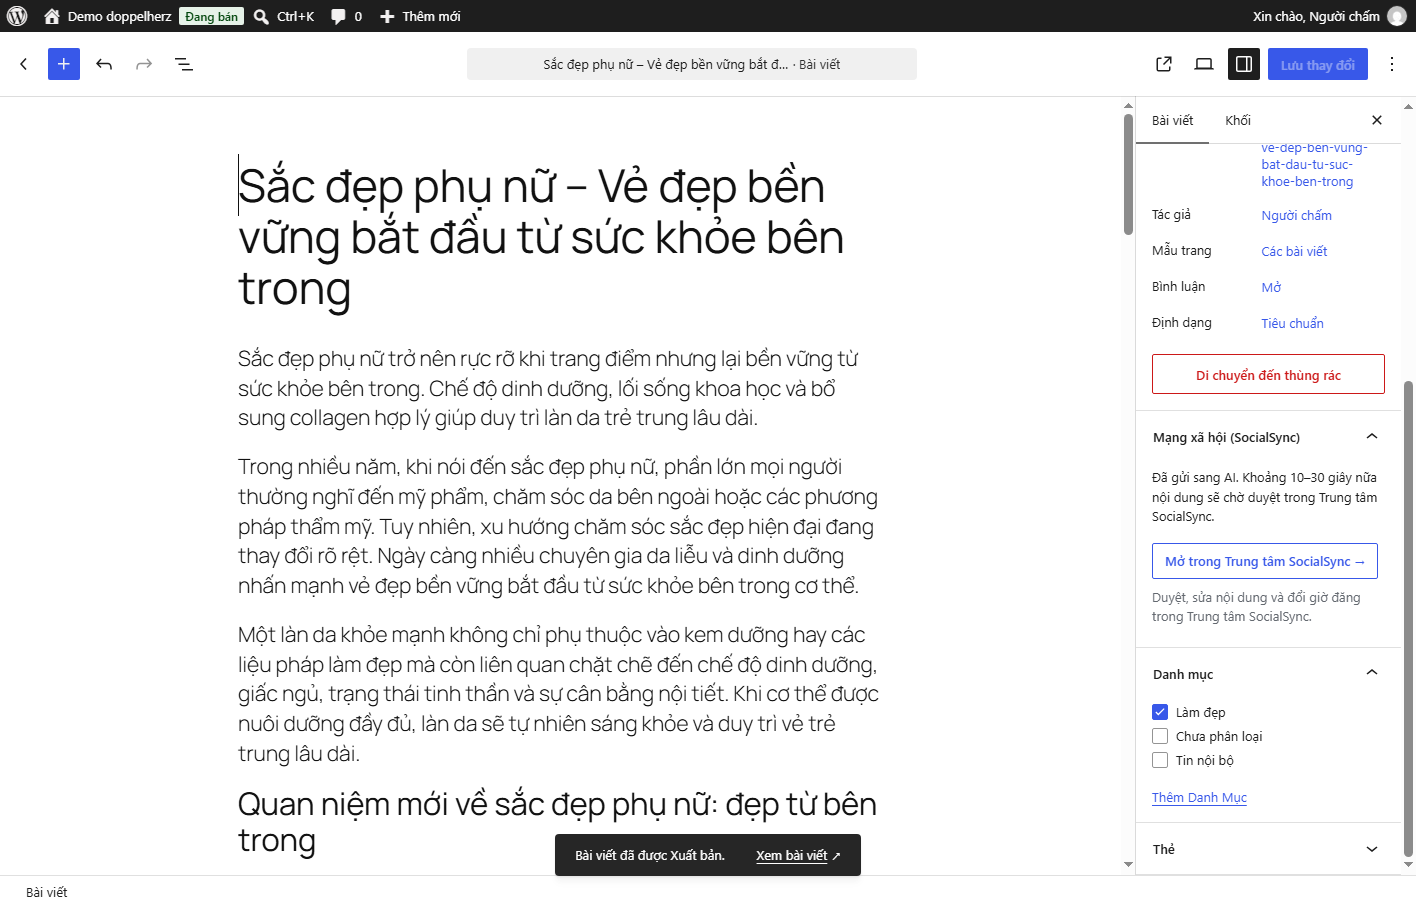 Demo doppelherz
Đang bán
Ctrl+K
0
Thêm mới
Xin chào, Người chấm
Sắc đẹp phụ nữ – Vẻ đẹp bền vững bắt đ... · Bài viết
Lưu thay đổi
Sắc đẹp phụ nữ – Vẻ đẹp bền
vững bắt đầu từ sức khỏe bên
trong
Sắc đẹp phụ nữ trở nên rực rỡ khi trang điểm nhưng lại bền vững từ
sức khỏe bên trong. Chế độ dinh dưỡng, lối sống khoa học và bổ
sung collagen hợp lý giúp duy trì làn da trẻ trung lâu dài.
Trong nhiều năm, khi nói đến sắc đẹp phụ nữ, phần lớn mọi người
thường nghĩ đến mỹ phẩm, chăm sóc da bên ngoài hoặc các phương
pháp thẩm mỹ. Tuy nhiên, xu hướng chăm sóc sắc đẹp hiện đại đang
thay đổi rõ rệt. Ngày càng nhiều chuyên gia da liễu và dinh dưỡng
nhấn mạnh vẻ đẹp bền vững bắt đầu từ sức khỏe bên trong cơ thể.
Một làn da khỏe mạnh không chỉ phụ thuộc vào kem dưỡng hay các
liệu pháp làm đẹp mà còn liên quan chặt chẽ đến chế độ dinh dưỡng,
giấc ngủ, trạng thái tinh thần và sự cân bằng nội tiết. Khi cơ thể được
nuôi dưỡng đầy đủ, làn da sẽ tự nhiên sáng khỏe và duy trì vẻ trẻ
trung lâu dài.
Quan niệm mới về sắc đẹp phụ nữ: đẹp từ bên
trong
Bài viết đã được Xuất bản.
Xem bài viết ↗
Bài viết
Khối
ve-dep-ben-vung-
bat-dau-tu-suc-
khoe-ben-trong
Tác giả
Người chấm
Mẫu trang
Các bài viết
Bình luận
Mở
Định dạng
Tiêu chuẩn
Di chuyển đến thùng rác
Mạng xã hội (SocialSync)
Đã gửi sang AI. Khoảng 10–30 giây nữa
nội dung sẽ chờ duyệt trong Trung tâm
SocialSync.
Mở trong Trung tâm SocialSync →
Duyệt, sửa nội dung và đổi giờ đăng
trong Trung tâm SocialSync.
Danh mục
Làm đẹp
Chưa phân loại
Tin nội bộ
Thêm Danh Mục
Thẻ
Bài viết